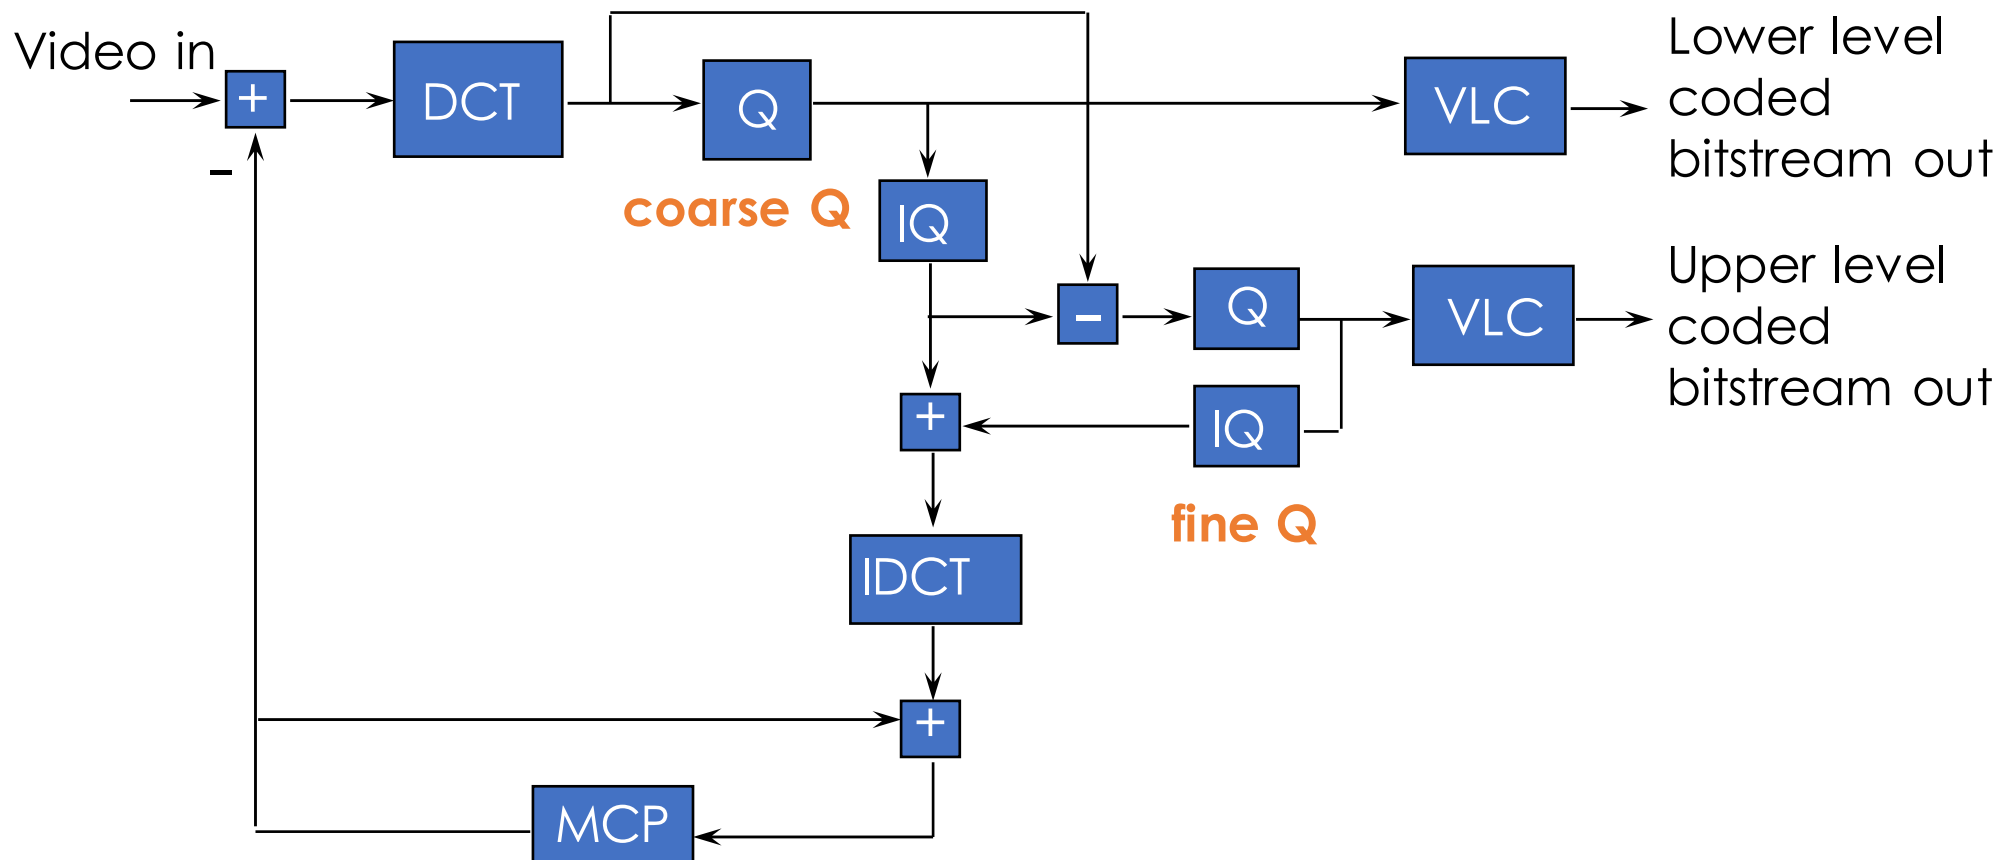 Video in
+
DCT
Q
VLC
Lower level
coded
bitstream out
-
coarse Q
IQ
-
Q
VLC
Upper level
coded
bitstream out
+
IQ
fine Q
IDCT
+
MCP